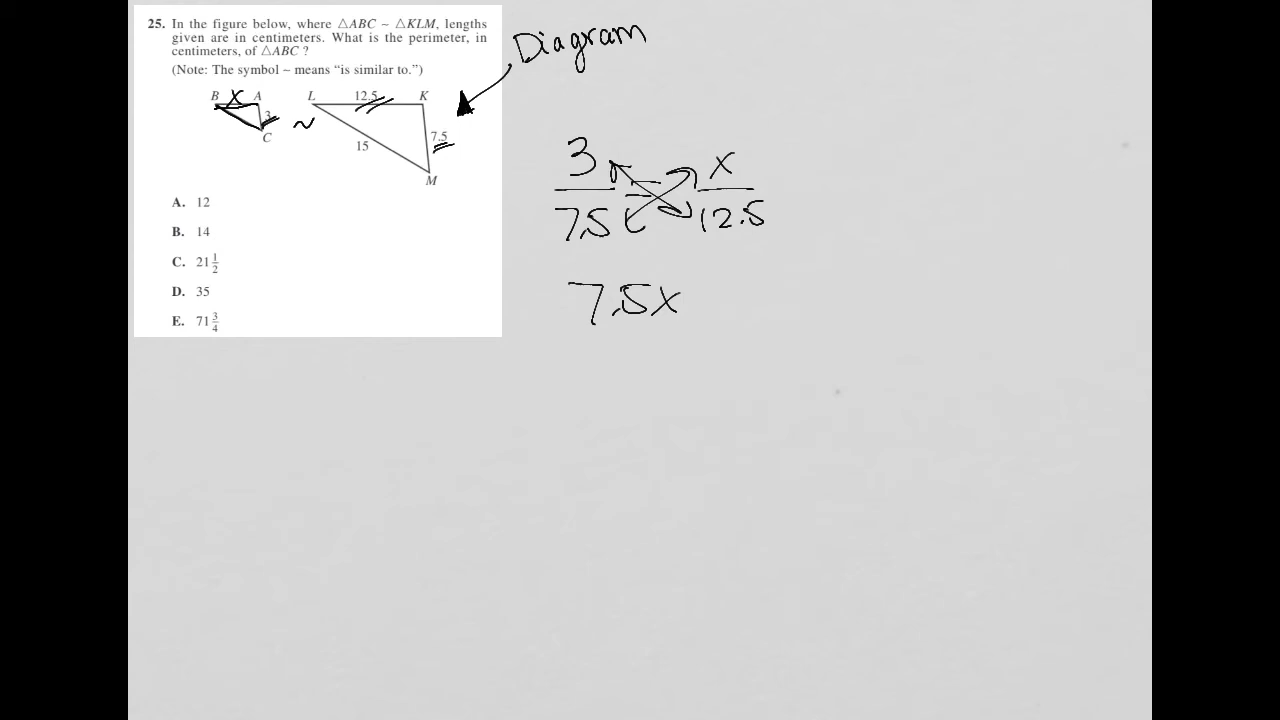 25. In the figure below, where △ABC ~ △KLM, lengths
given are in centimeters. What is the perimeter, in
centimeters, of △ABC ?
(Note: The symbol ~ means “is similar to.”)
Diagram
B x A L 12.5 K
3
C ~ 15 7.5
M
A. 12
B. 14
C. 21 1/2
D. 35
E. 71 3/4
3/7.5 = x/12.5
7.5x